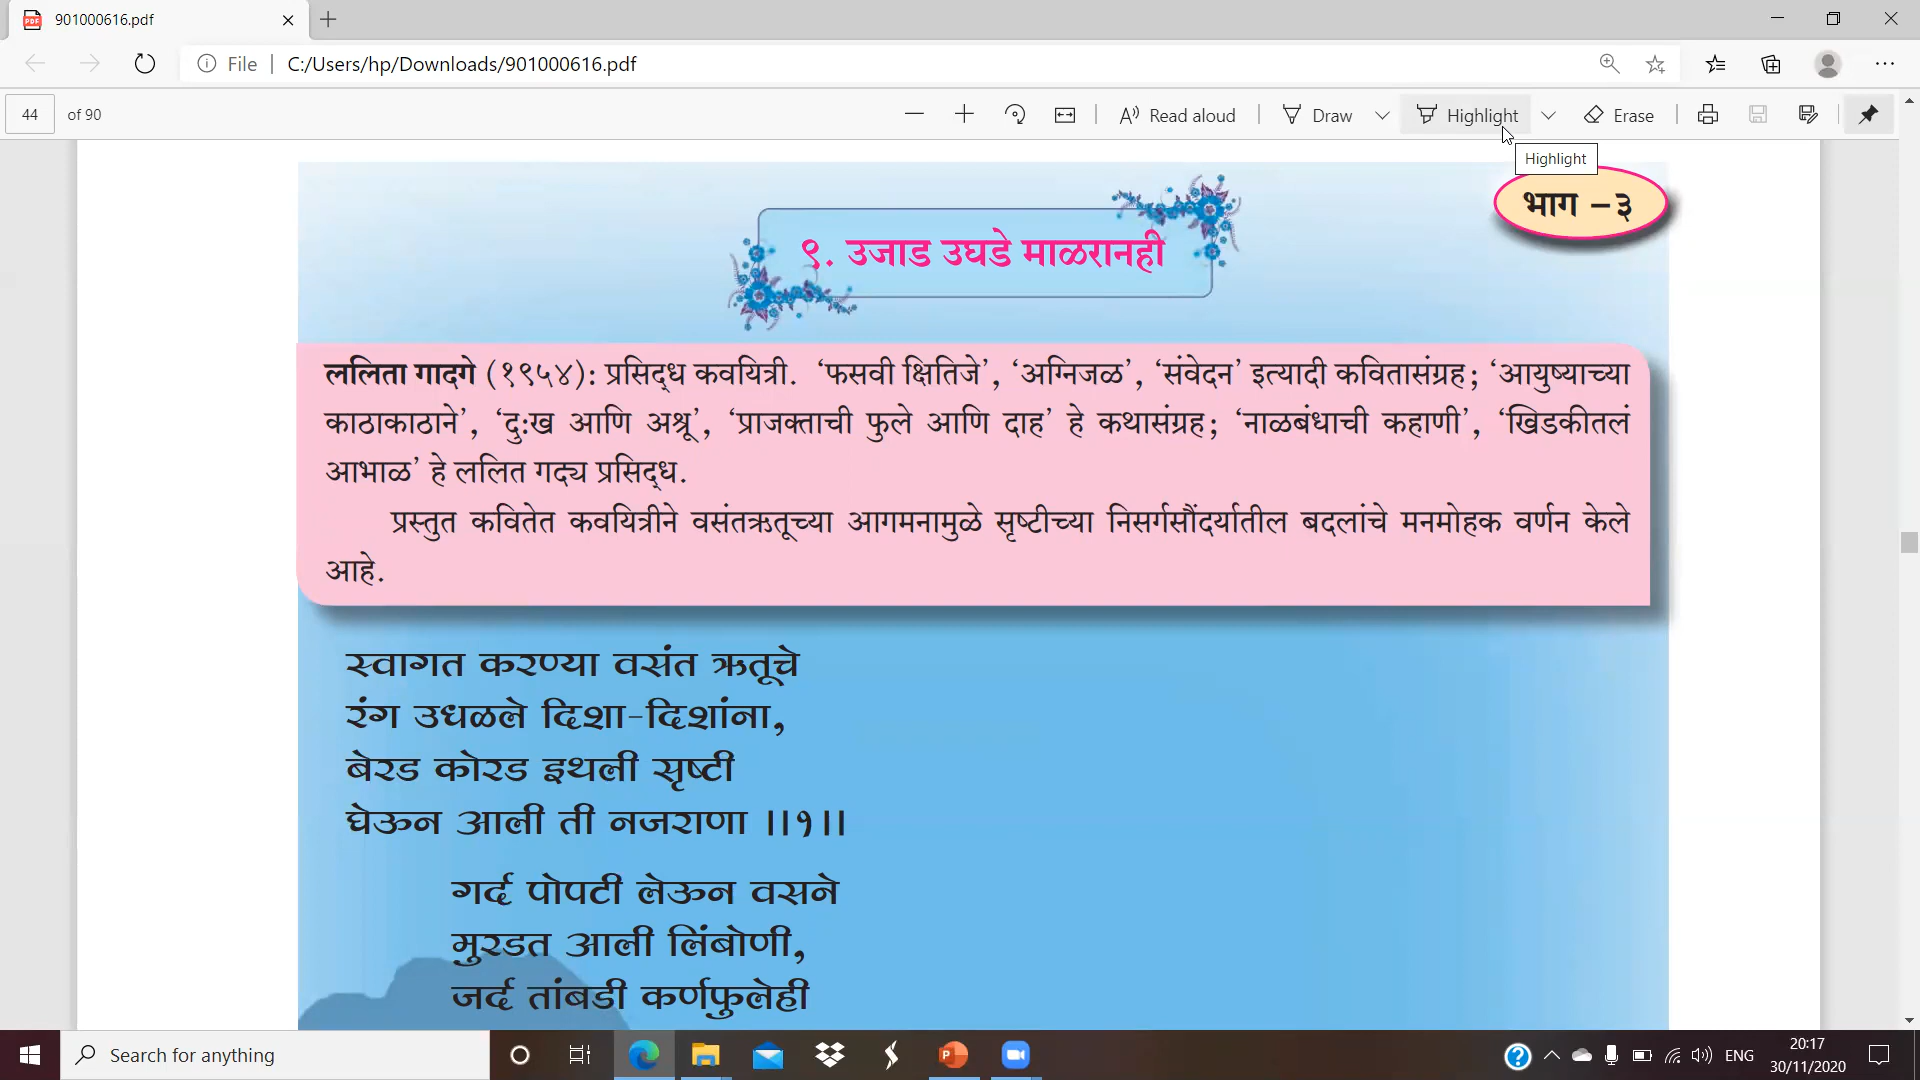 901000616.pdf
File | C:/Users/hp/Downloads/901000616.pdf
44 of 90 Read aloud Draw Highlight Erase
Highlight
भाग –३
९. उजाड उघडे माळरानही
ललिता गादगे (१९५४): प्रसिद्ध कवयित्री. ‘फसवी क्षितिजे’, ‘अग्निजळ’, ‘संवेदन’ इत्यादी कवितासंग्रह; ‘आयुष्याच्या
काठाकाठाने’, ‘दुःख आणि अश्रू’, ‘प्राजक्ताची फुले आणि दाह’ हे कथासंग्रह; ‘नाळबंधाची कहाणी’, ‘खिडकीतलं
आभाळ’ हे ललित गद्य प्रसिद्ध.
प्रस्तुत कवितेत कवयित्रीने वसंतऋतूच्या आगमनामुळे सृष्टीच्या निसर्गसौंदर्यातील बदलांचे मनमोहक वर्णन केले
आहे.
स्वागत करण्या वसंत ऋतूचे
रंग उधळले दिशा-दिशांना,
बेरड कोरड इथली सृष्टी
घेऊन आली ती नजराणा ।।१।।
गर्द पोपटी लेऊन वसने
मुरडत आली लिंबोणी,
जर्द तांबडी कर्णफुलेही
Search for anything
ENG
20:17
30/11/2020